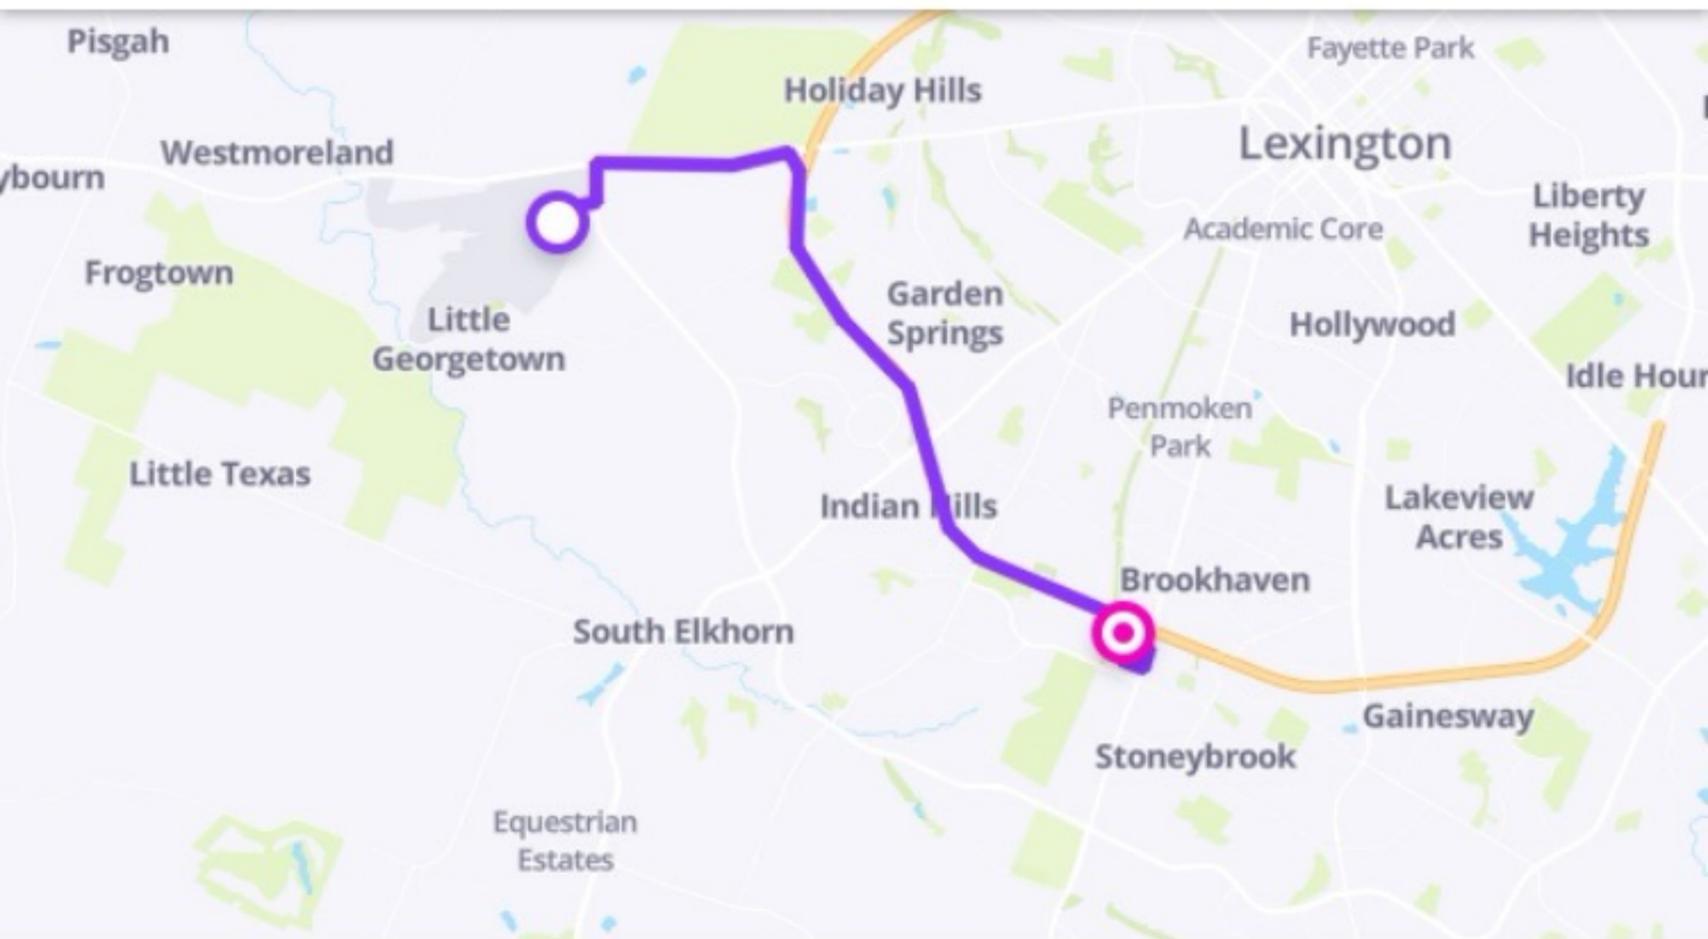 Pisgah
Fayette Park
Holiday Hills
Lexington
Westmoreland
ybourn
Liberty
Heights
Academic Core
Frogtown
Garden
Springs
Little
Georgetown
Hollywood
Idle Hour
Penmoken
Park
Little Texas
Indian Hills
Lakeview
Acres
Brookhaven
South Elkhorn
Gainesway
Stoneybrook
Equestrian
Estates